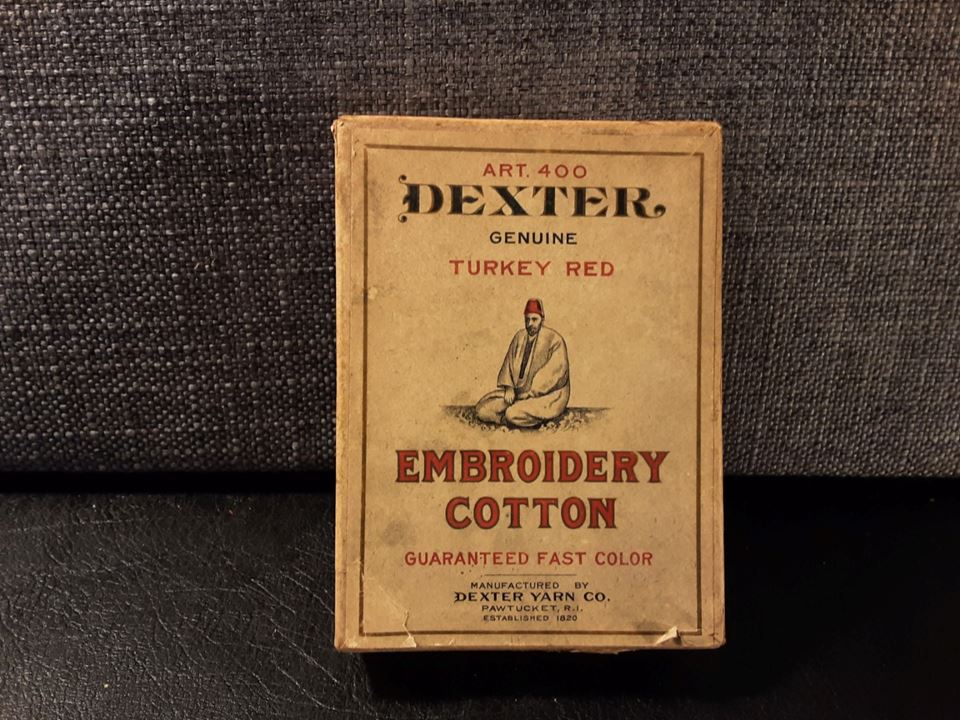 ART. 400
DEXTER
GENUINE
TURKEY RED
EMBROIDERY
COTTON
GUARANTEED FAST COLOR
MANUFACTURED BY
DEXTER YARN CO.
PAWTUCKET, R.I.
ESTABLISHED 1820